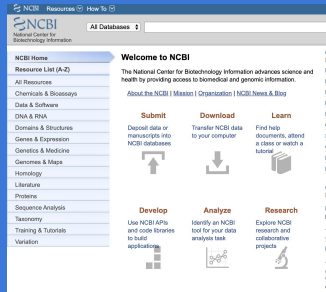 NCBI Resources How To
NCBI
National Center for
Biotechnology Information
All Databases
NCBI Home
Resource List (A-Z)
All Resources
Chemicals & Bioassays
Data & Software
DNA & RNA
Domains & Structures
Genes & Expression
Genetics & Medicine
Genomes & Maps
Homology
Literature
Proteins
Sequence Analysis
Taxonomy
Training & Tutorials
Variation
Welcome to NCBI
The National Center for Biotechnology Information advances science and
health by providing access to biomedical and genomic information.
About the NCBI | Mission | Organization | NCBI News & Blog
Submit
Deposit data or
manuscripts into
NCBI databases
Download
Transfer NCBI data
to your computer
Learn
Find help
documents, attend
a class or watch a
tutorial
Develop
Use NCBI APIs
and code libraries
to build
applications
Analyze
Identify an NCBI
tool for your data
analysis task
Research
Explore NCBI
research and
collaborative
projects